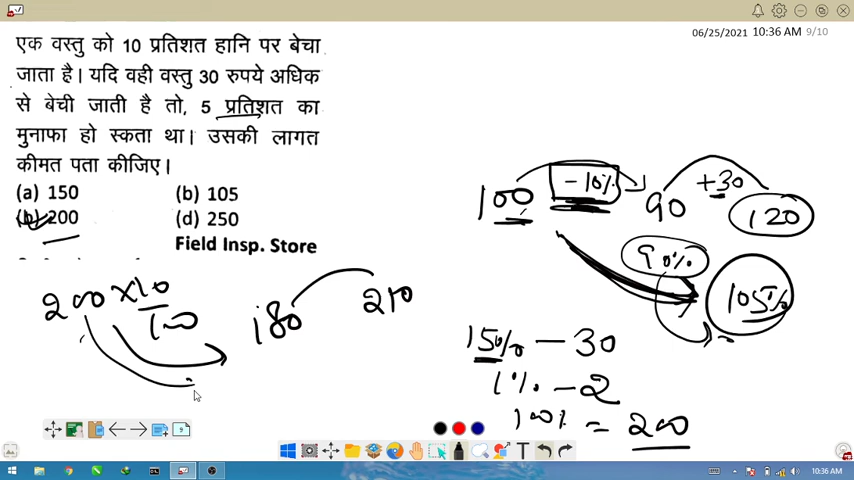 06/25/2021 10:36 AM 9/10
एक वस्तु को 10 प्रतिशत हानि पर बेचा
जाता है। यदि वही वस्तु 30 रुपये अधिक
से बेची जाती है तो, 5 प्रतिशत का
मुनाफा हो स्कता था। उसकी लागत
कीमत पता कीजिए।
(a) 150 (b) 105
(b) 200 (d) 250
Field Insp. Store
100 -10% 90 +30 120
90% 105%
200 × 10 180 210
100
15% - 30
1% - 2
100% = 200
T
10:36 AM